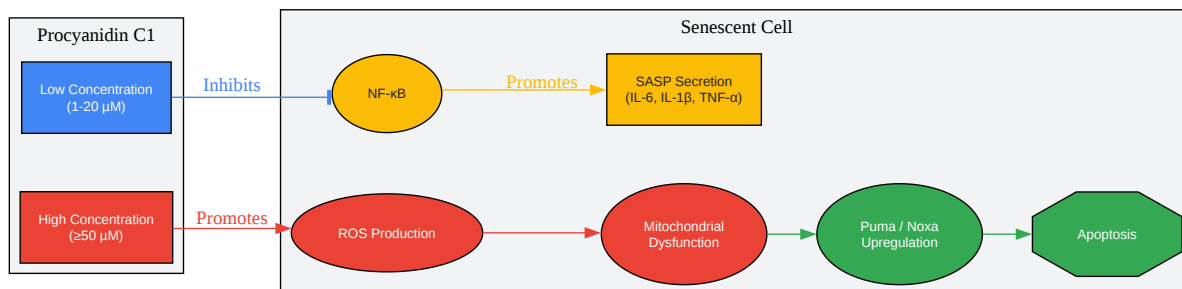 Procyanidin C1
Senescent Cell
Low Concentration
(1-20 µM)
Inhibits
NF-κB
Promotes
SASP Secretion
(IL-6, IL-1β, TNF-α)
High Concentration
(≥50 µM)
Promotes
ROS Production
Mitochondrial
Dysfunction
Puma / Noxa
Upregulation
Apoptosis